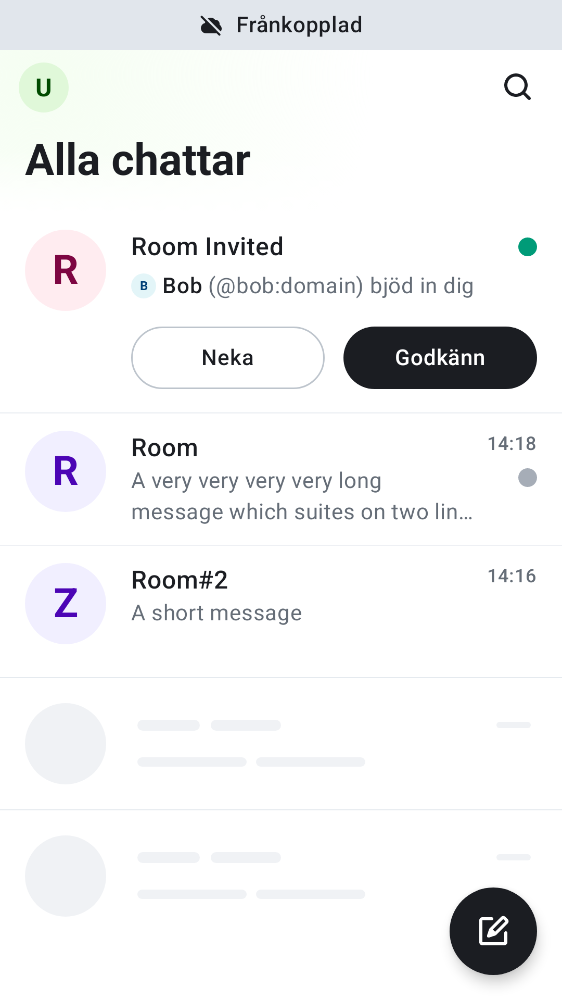 Frånkopplad
U
Alla chattar
R
Room Invited
B Bob (@bob:domain) bjöd in dig
Neka
Godkänn
R
Room
14:18
A very very very very long
message which suites on two lin…
Z
Room#2
14:16
A short message